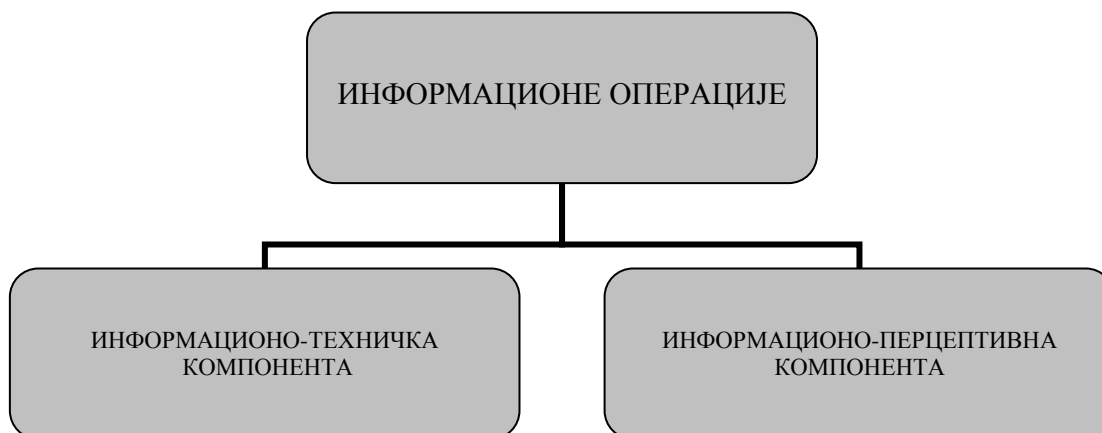 ИНФОРМАЦИОНЕ ОПЕРАЦИЈЕ
ИНФОРМАЦИОНО-ТЕХНИЧКА
КОМПОНЕНТА
ИНФОРМАЦИОНО-ПЕРЦЕПТИВНА
КОМПОНЕНТА